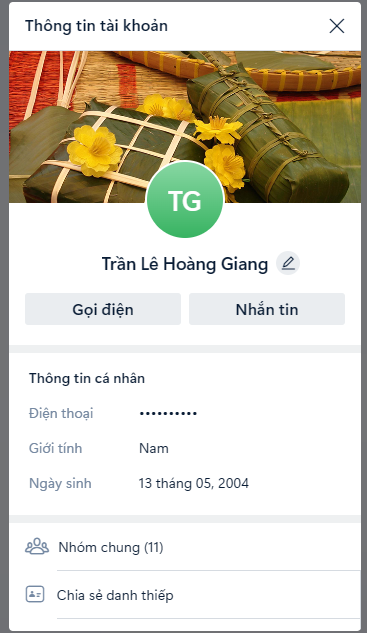 Thông tin tài khoản
TG
Trần Lê Hoàng Giang
Gọi điện Nhắn tin
Thông tin cá nhân
Điện thoại ••••••••••
Giới tính Nam
Ngày sinh 13 tháng 05, 2004
Nhóm chung (11)
Chia sẻ danh thiếp